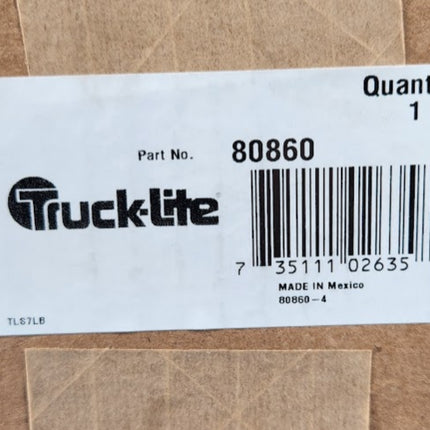 Quant
1
Part No. 80860
Truck-Lite
7 35111 02635
MADE IN Mexico
80860-4
TLS7LB